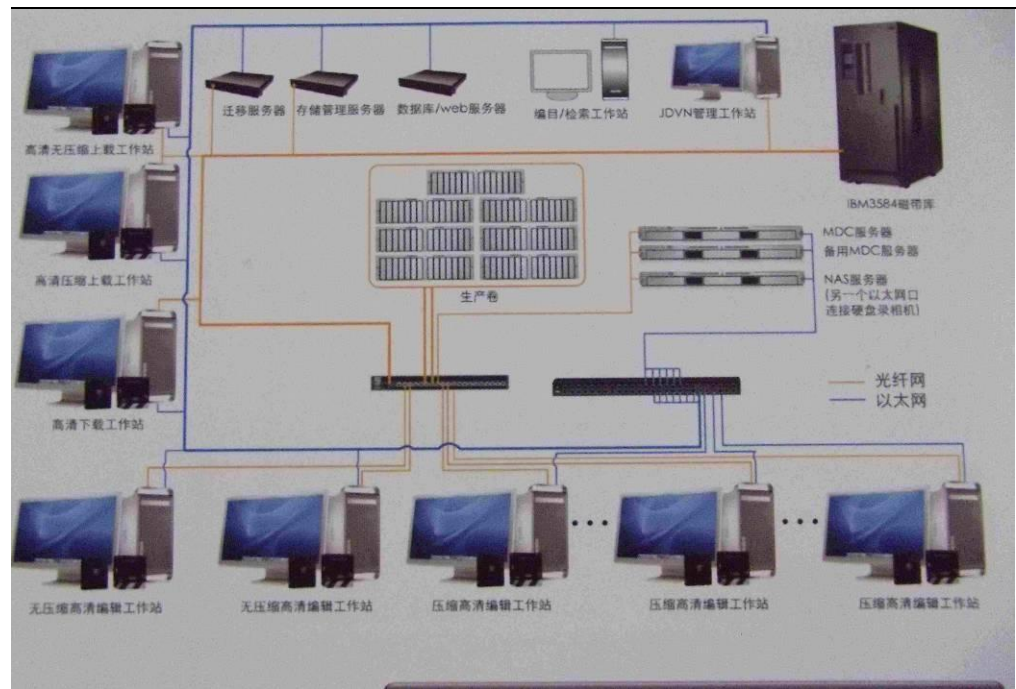 迁移服务器
存储管理服务器
数据库/web服务器
编目/检索工作站
JDVN管理工作站
高清无压缩上载工作站
IBM3584磁带库
高清压缩上载工作站
生产卷
MDC服务器
备用MDC服务器
NAS服务器
(另一个以太网口
连接硬盘录相机)
光纤网
以太网
高清下载工作站
无压缩高清编辑工作站
无压缩高清编辑工作站
压缩高清编辑工作站
压缩高清编辑工作站
压缩高清编辑工作站